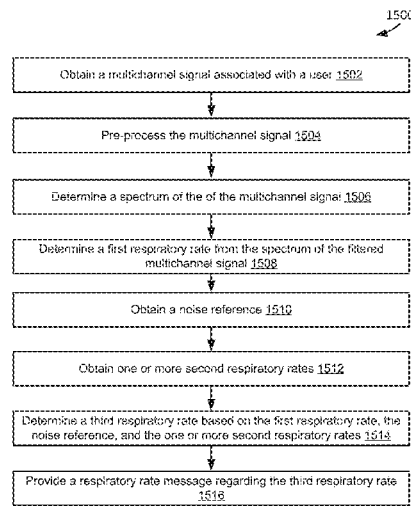 1500
Obtain a multichannel signal associated with a user 1502
Pre-process the multichannel signal 1504
Determine a spectrum of the of the multichannel signal 1506
Determine a first respiratory rate from the spectrum of the filtered
multichannel signal 1508
Obtain a noise reference 1510
Obtain one or more second respiratory rates 1512
Determine a third respiratory rate based on the first respiratory rate, the
noise reference, and the one or more second respiratory rates 1514
Provide a respiratory rate message regarding the third respiratory rate
1516